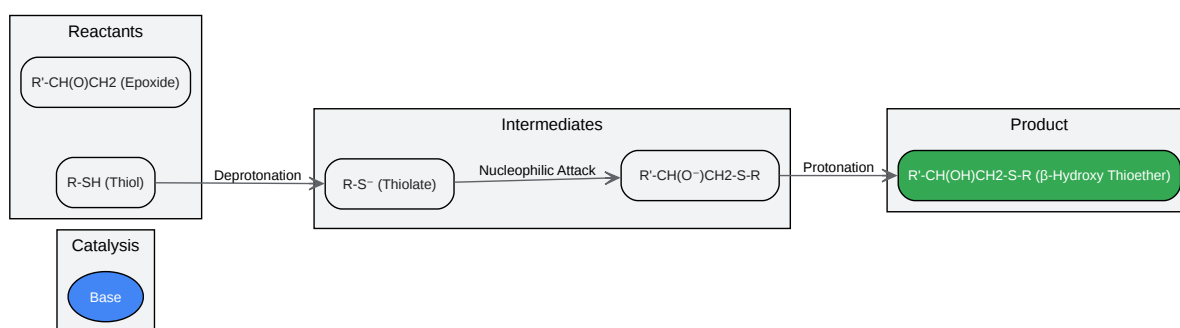 Reactants
R'-CH(O)CH2 (Epoxide)
R-SH (Thiol)
Deprotonation
Intermediates
R-S⁻ (Thiolate)
Nucleophilic Attack
R'-CH(O⁻)CH2-S-R
Protonation
Product
R'-CH(OH)CH2-S-R (β-Hydroxy Thioether)
Catalysis
Base